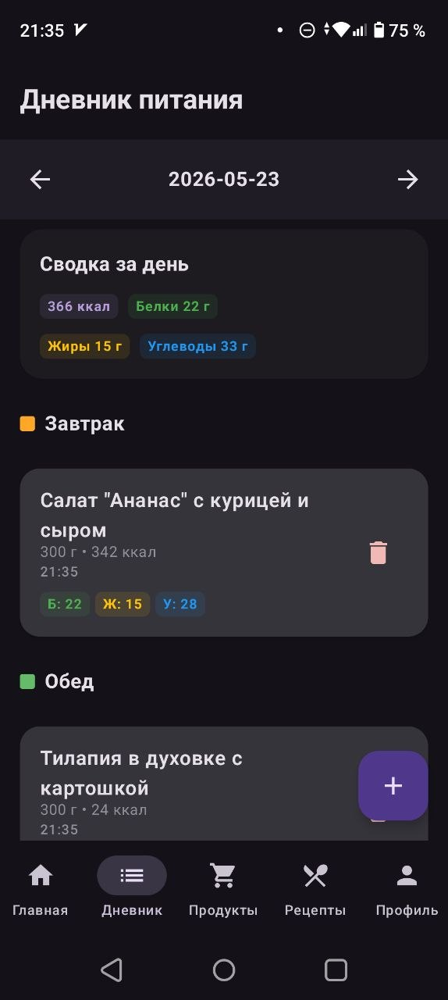 21:35 75 %
Дневник питания
2026-05-23
Сводка за день
366 ккал Белки 22 г
Жиры 15 г Углеводы 33 г
Завтрак
Салат "Ананас" с курицей и
сыром
300 г • 342 ккал
21:35
Б: 22 Ж: 15 У: 28
Обед
Тилапия в духовке с
картошкой
300 г • 24 ккал
21:35
+
Главная Дневник Продукты Рецепты Профиль